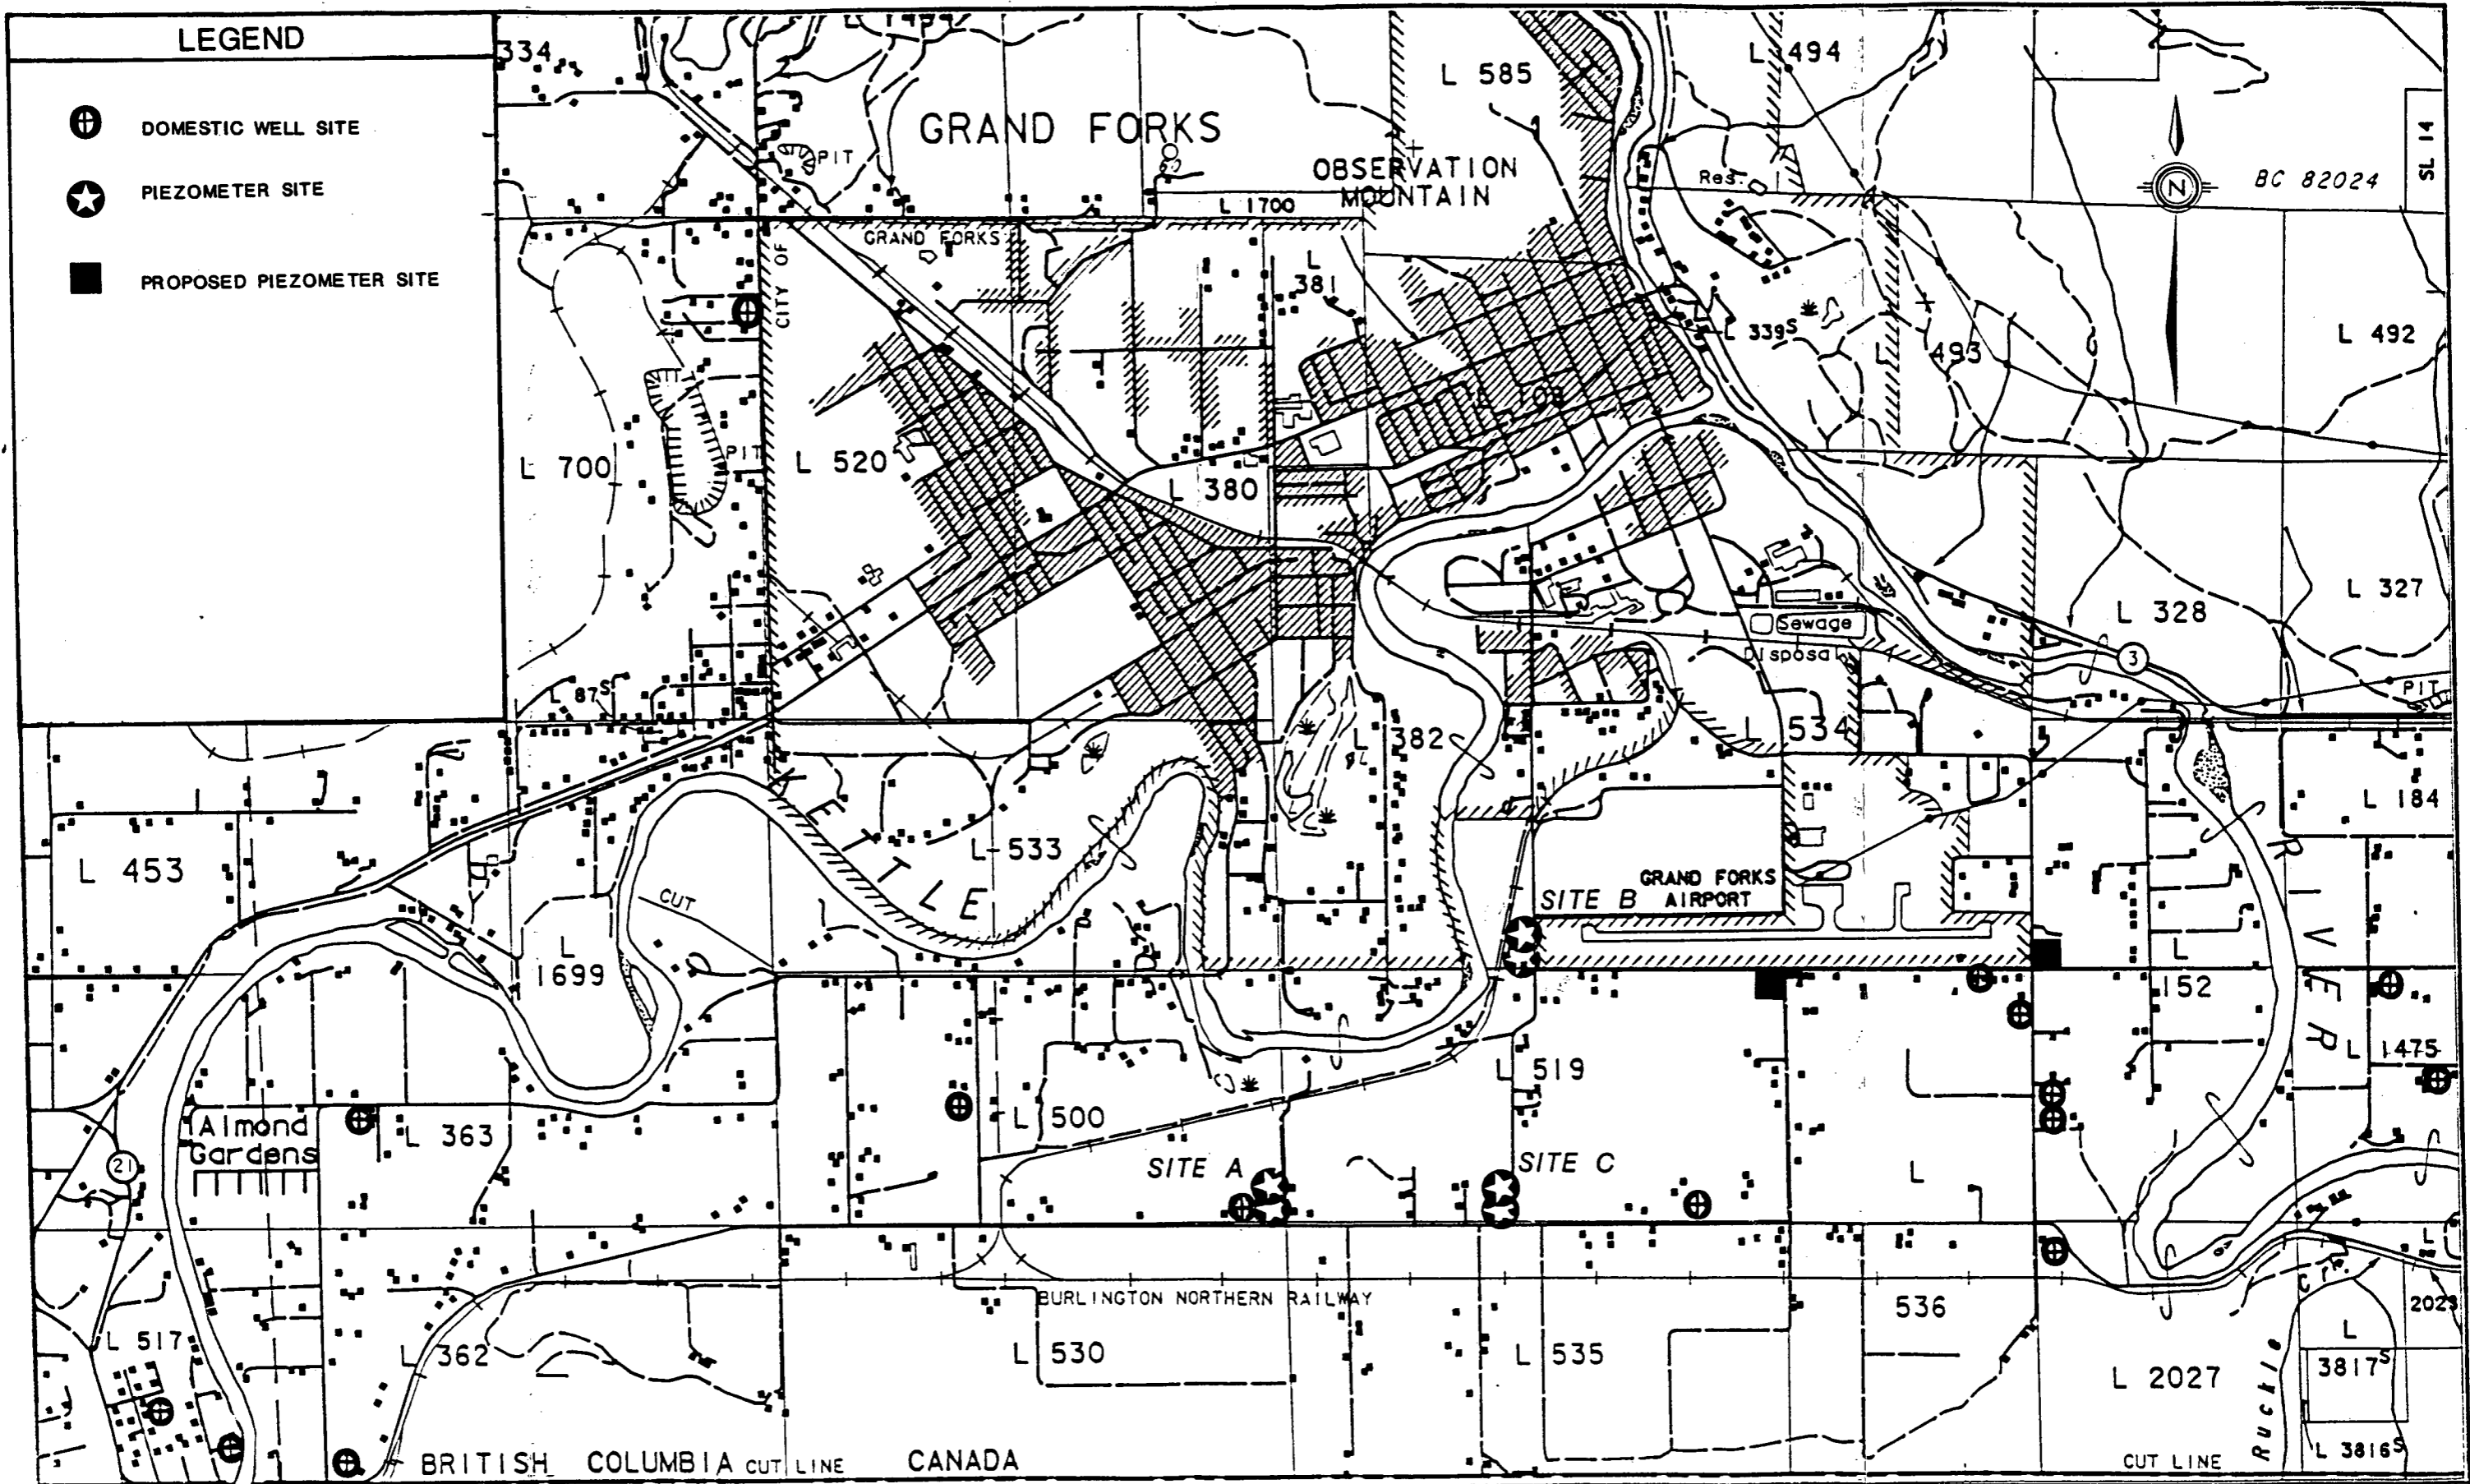 LEGEND
DOMESTIC WELL SITE
PIEZOMETER SITE
PROPOSED PIEZOMETER SITE
334
L 585
L 494
GRAND FORKS
PIT
OBSERVATION
MOUNTAIN
Res.
N
BC 82024
SL 14
L 1700
GRAND FORKS
CITY OF
L
381
L 339S
L 493
L 492
L 700
PIT
L 520
L 380
L 328
L 327
Sewage
Disposal
3
PIT
L 87S
L 382
L 534
L 184
L 453
KETTLE
L 533
CUT
SITE B
GRAND FORKS
AIRPORT
RIVER
L
1699
L
152
L 1475
L 519
L 500
L 363
Almond
Gardens
21
SITE A
SITE C
L
L
L
BURLINGTON NORTHERN RAILWAY
536
Crk.
L 517
L 362
L 530
L 535
L 2027
Ruckle
L
3817S
L 3816S
BRITISH COLUMBIA CUT LINE CANADA
CUT LINE